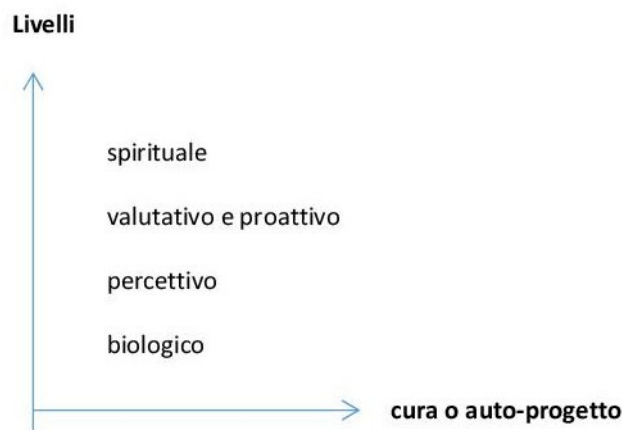 Livelli
spirituale
valutativo e proattivo
percettivo
biologico
cura o auto-progetto